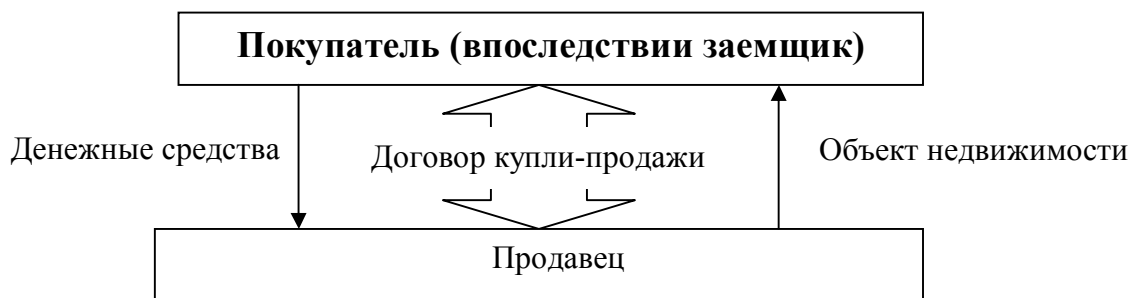 Покупатель (впоследствии заемщик)
Денежные средства
Договор купли-продажи
Объект недвижимости
Продавец